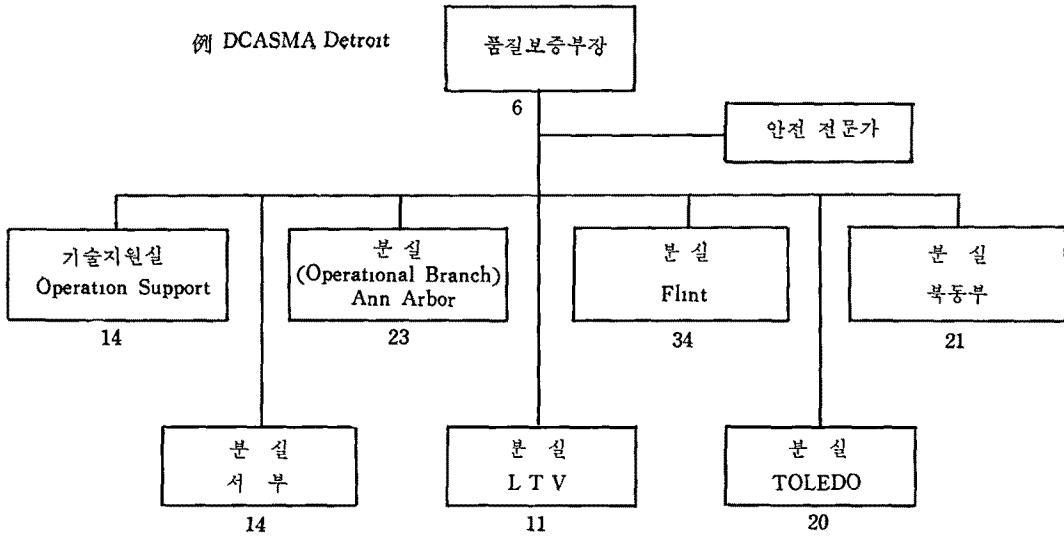 例 DCASMA Detroit
품질보증부장
6
안전 전문가
기술지원실
Operation Support
14
분 실
(Operational Branch)
Ann Arbor
23
분 실
Flint
34
분 실
북동부
21
분 실
서 부
14
분 실
L T V
11
분 실
TOLEDO
20